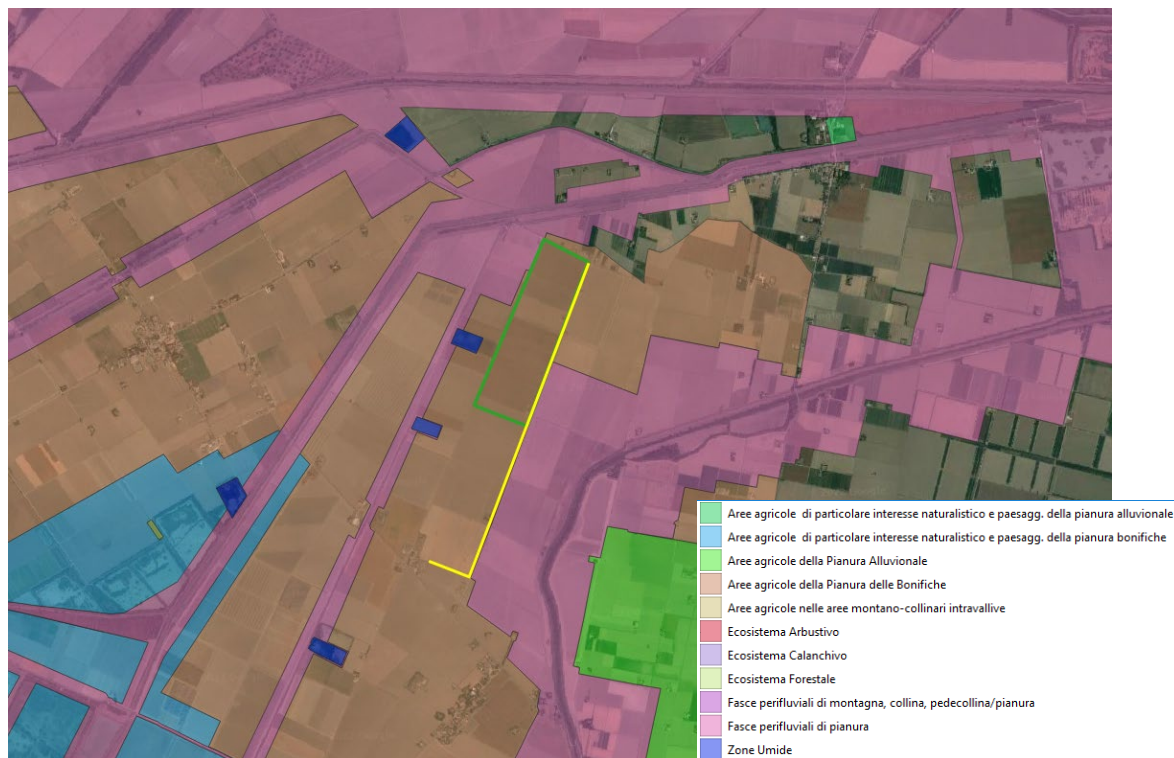 Aree agricole  di particolare interesse naturalistico e paesagg. della pianura alluvionale
Aree agricole  di particolare interesse naturalistico e paesagg. della pianura bonifiche
Aree agricole della Pianura Alluvionale
Aree agricole della Pianura delle Bonifiche
Aree agricole nelle aree montano-collinari intravallive
Ecosistema Arbustivo
Ecosistema Calanchivo
Ecosistema Forestale
Fasce perifluviali di montagna, collina, pedecollina/pianura
Fasce perifluviali di pianura
Zone Umide